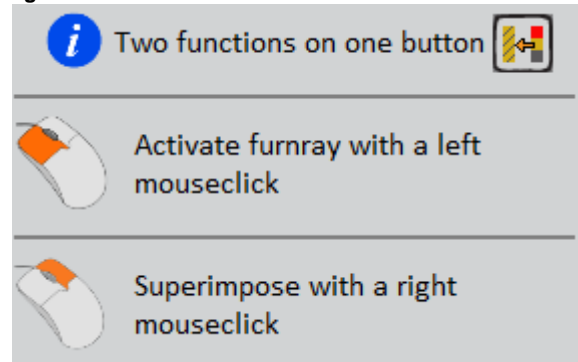 Two functions on one button
Activate furnray with a left
mouseclick
Superimpose with a right
mouseclick